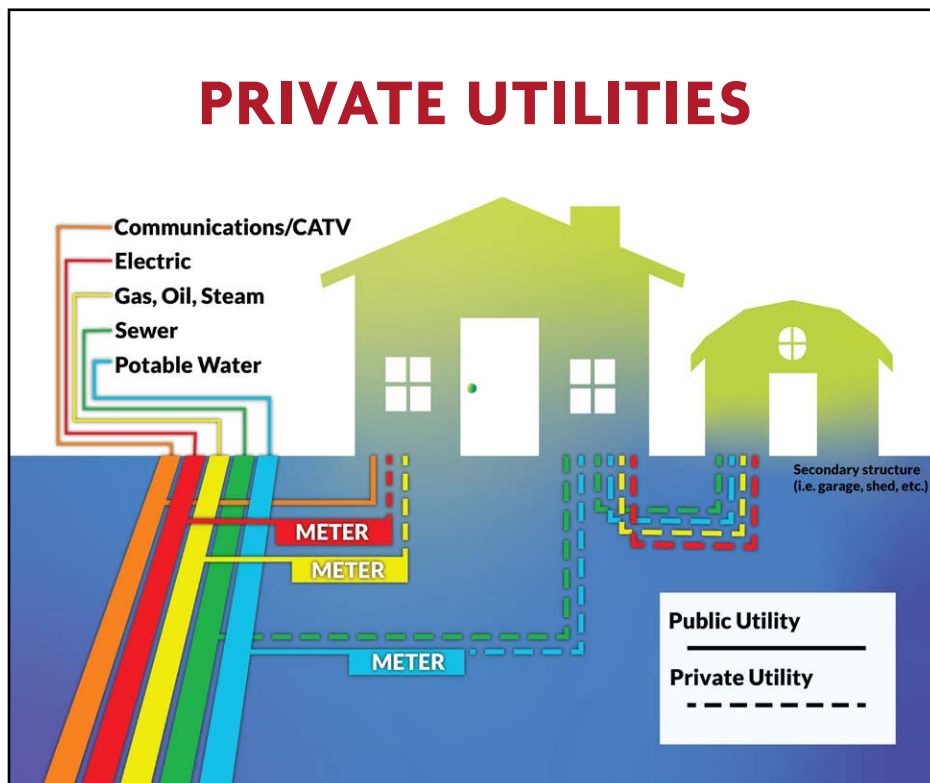 PRIVATE UTILITIES
Communications/CATV
Electric
Gas, Oil, Steam
Sewer
Potable Water
Secondary structure
(i.e. garage, shed, etc.)
METER
METER
METER
Public Utility
Private Utility